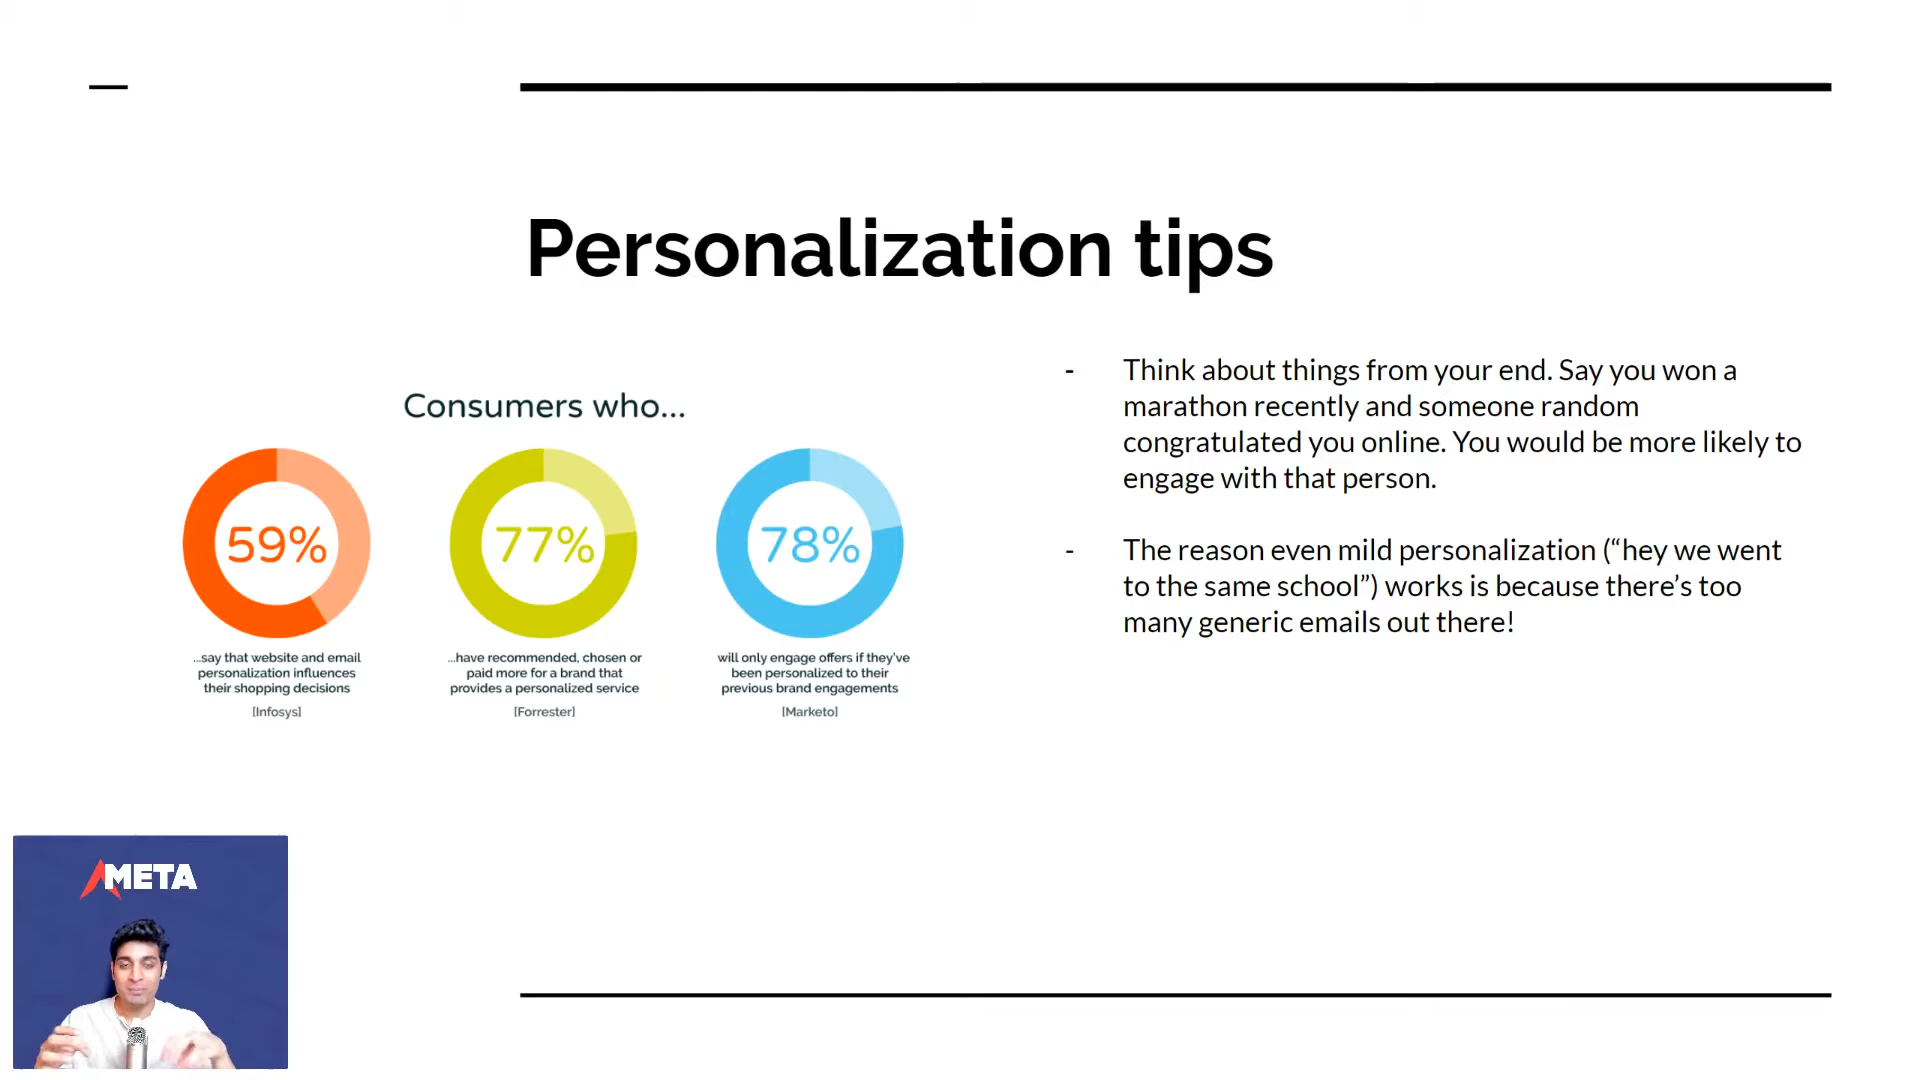 Personalization tips
Consumers who...
59%
77%
78%
...say that website and email
personalization influences
their shopping decisions
[Infosys]
...have recommended, chosen or
paid more for a brand that
provides a personalized service
[Forrester]
will only engage offers if they've
been personalized to their
previous brand engagements
[Marketo]
- Think about things from your end. Say you won a
marathon recently and someone random
congratulated you online. You would be more likely to
engage with that person.
- The reason even mild personalization (“hey we went
to the same school”) works is because there’s too
many generic emails out there!
META